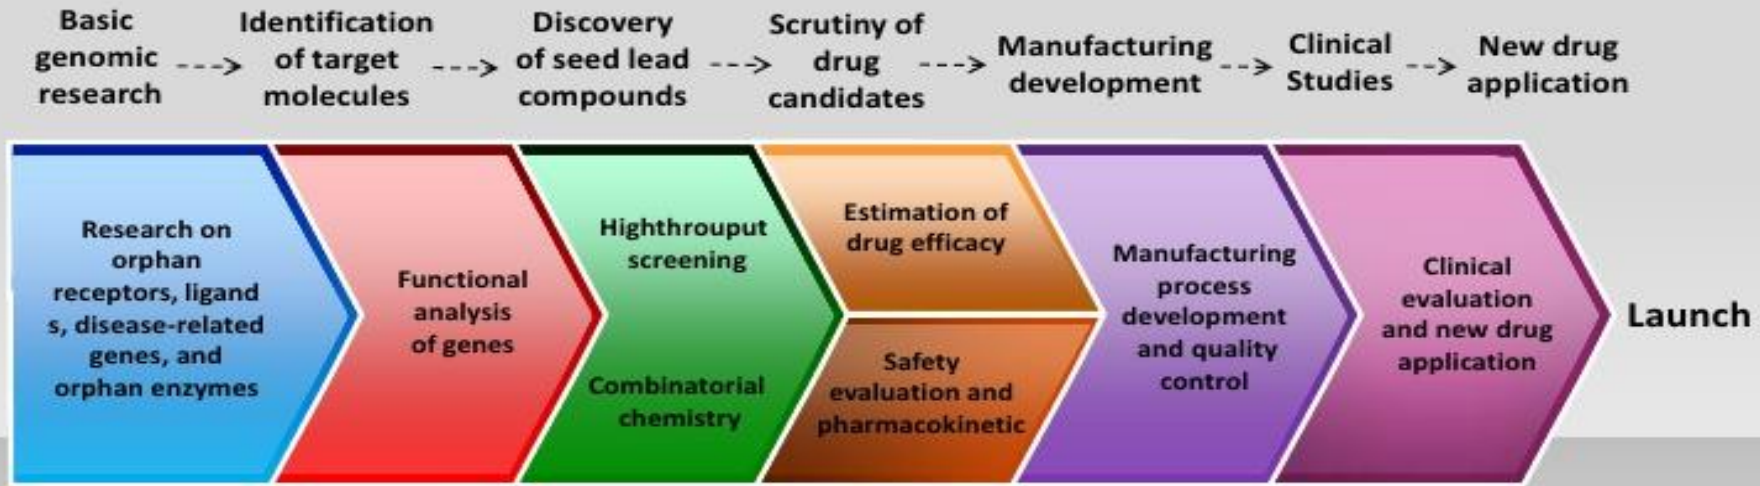 Basic
genomic
research
Identification
of target
molecules
Discovery
of seed lead
compounds
Scrutiny of
drug
candidates
Manufacturing
development
Clinical
Studies
New drug
application
Research on
orphan
receptors, ligand
s, disease-related
genes, and
orphan enzymes
Functional
analysis
of genes
Highthrouput
screening
Combinatorial
chemistry
Estimation of
drug efficacy
Safety
evaluation and
pharmacokinetic
Manufacturing
process
development
and quality
control
Clinical
evaluation
and new drug
application
Launch